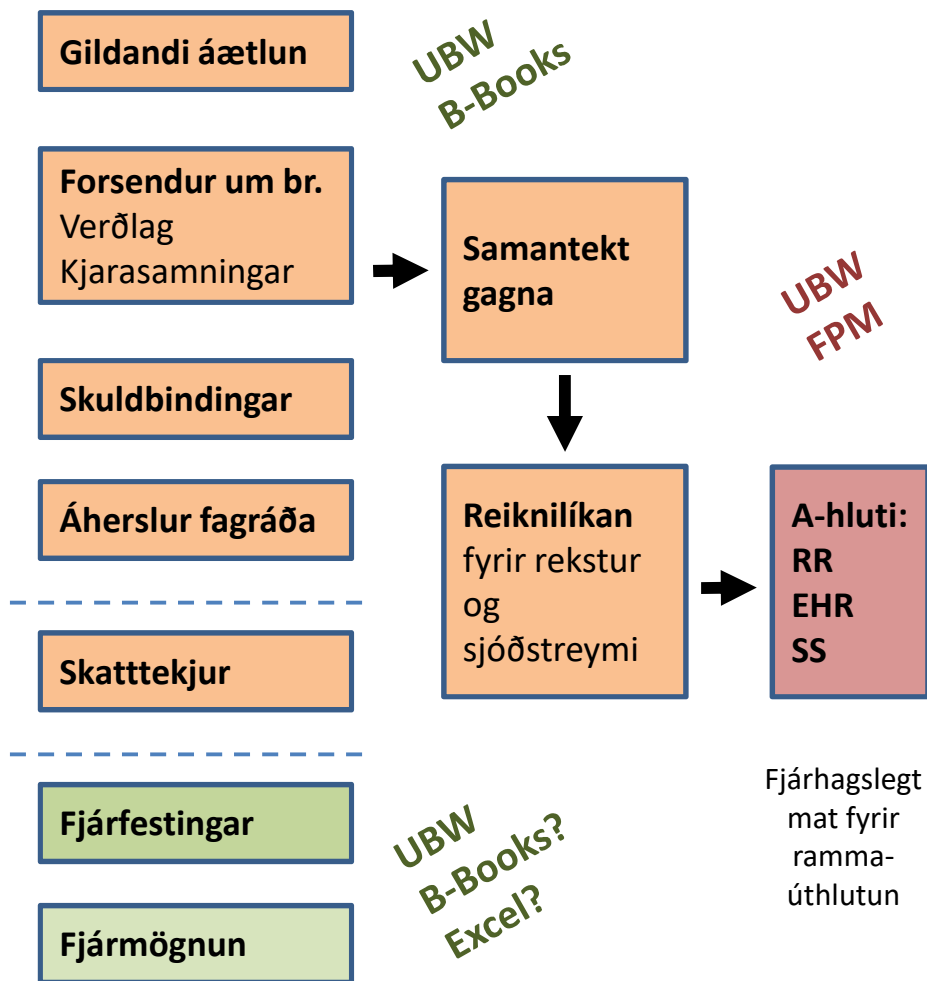 Gildandi áætlun
UBW
B-Books
Forsendur um br.
Verðlag
Kjarasamningar
Samantekt
gagna
UBW
FPM
Skuldbindingar
Áherslur fagráða
Reiknilíkan
fyrir rekstur
og
sjóðstreymi
A-hluti:
RR
EHR
SS
Skatttekjur
Fjárfestingar
UBW
B-Books?
Excel?
Fjárhagslegt
mat fyrir
ramma-
úthlutun
Fjármögnun